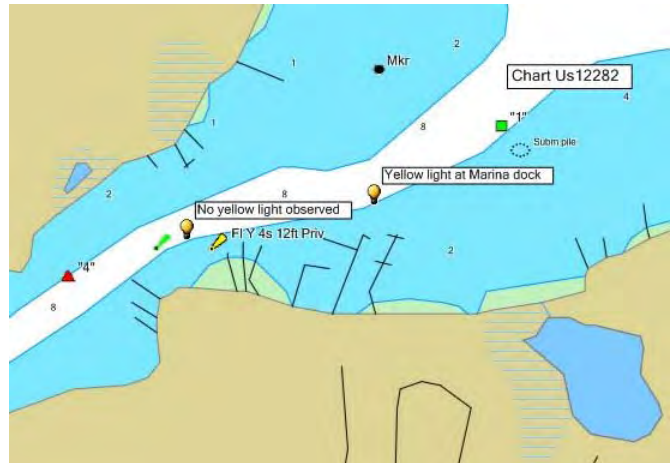 1
2
Mkr
Chart Us12282
4
"1"
8
1
Subm pile
2
Yellow light at Marina dock
8
No yellow light observed
Fl Y 4s 12ft Priv
2
"4"
8